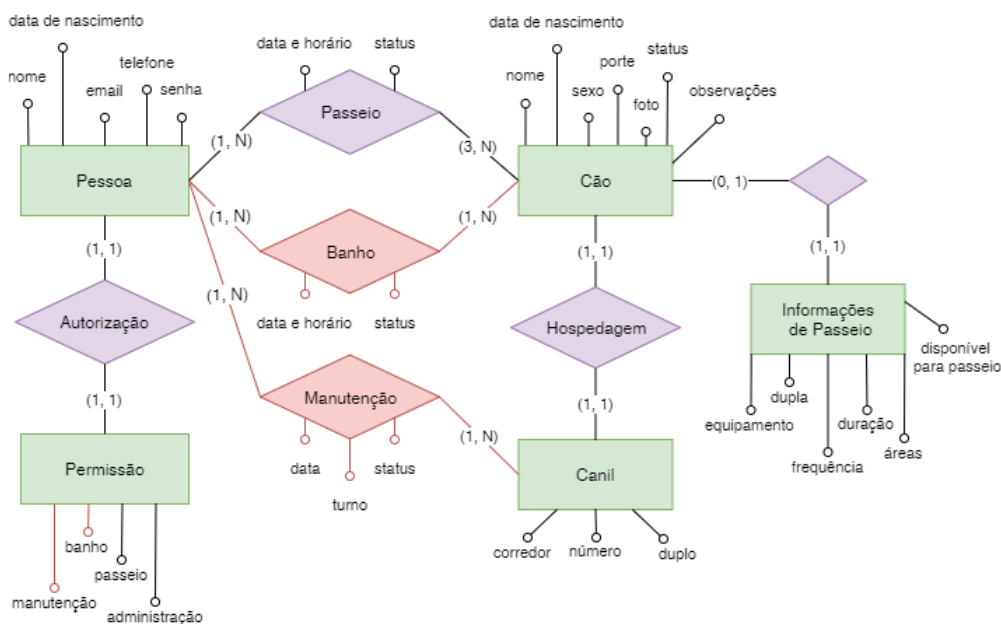 data de nascimento
nome
email
telefone
senha
Pessoa
data e horário
status
Passeio
(1, N)
(3, N)
data de nascimento
nome
sexo
porte
foto
status
observações
Cão
(0, 1)
(1, N)
(1, N)
Banho
data e horário
status
(1, 1)
Autorização
(1, 1)
(1, N)
Manutenção
data
turno
status
(1, N)
(1, 1)
Hospedagem
(1, 1)
(1, 1)
Informações
de Passeio
disponível
para passeio
equipamento
dupla
frequência
duração
áreas
Permissão
manutenção
banho
passeio
administração
Canil
corredor
número
duplo